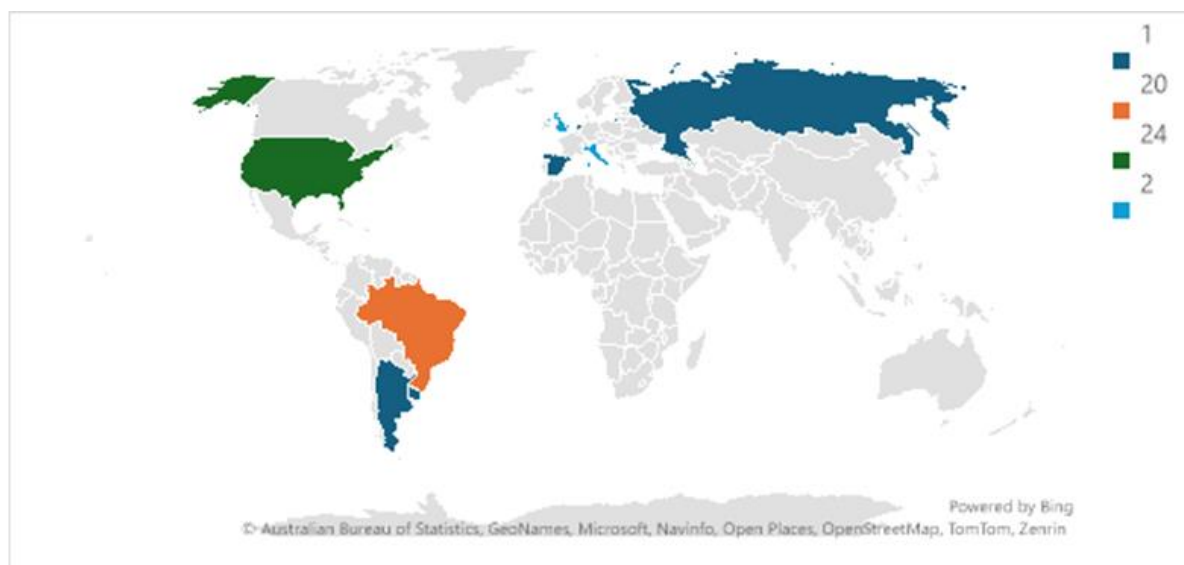 1
20
24
2
Powered by Bing
© Australian Bureau of Statistics, GeoNames, Microsoft, Navinfo, Open Places, OpenStreetMap, TomTom, Zenrin